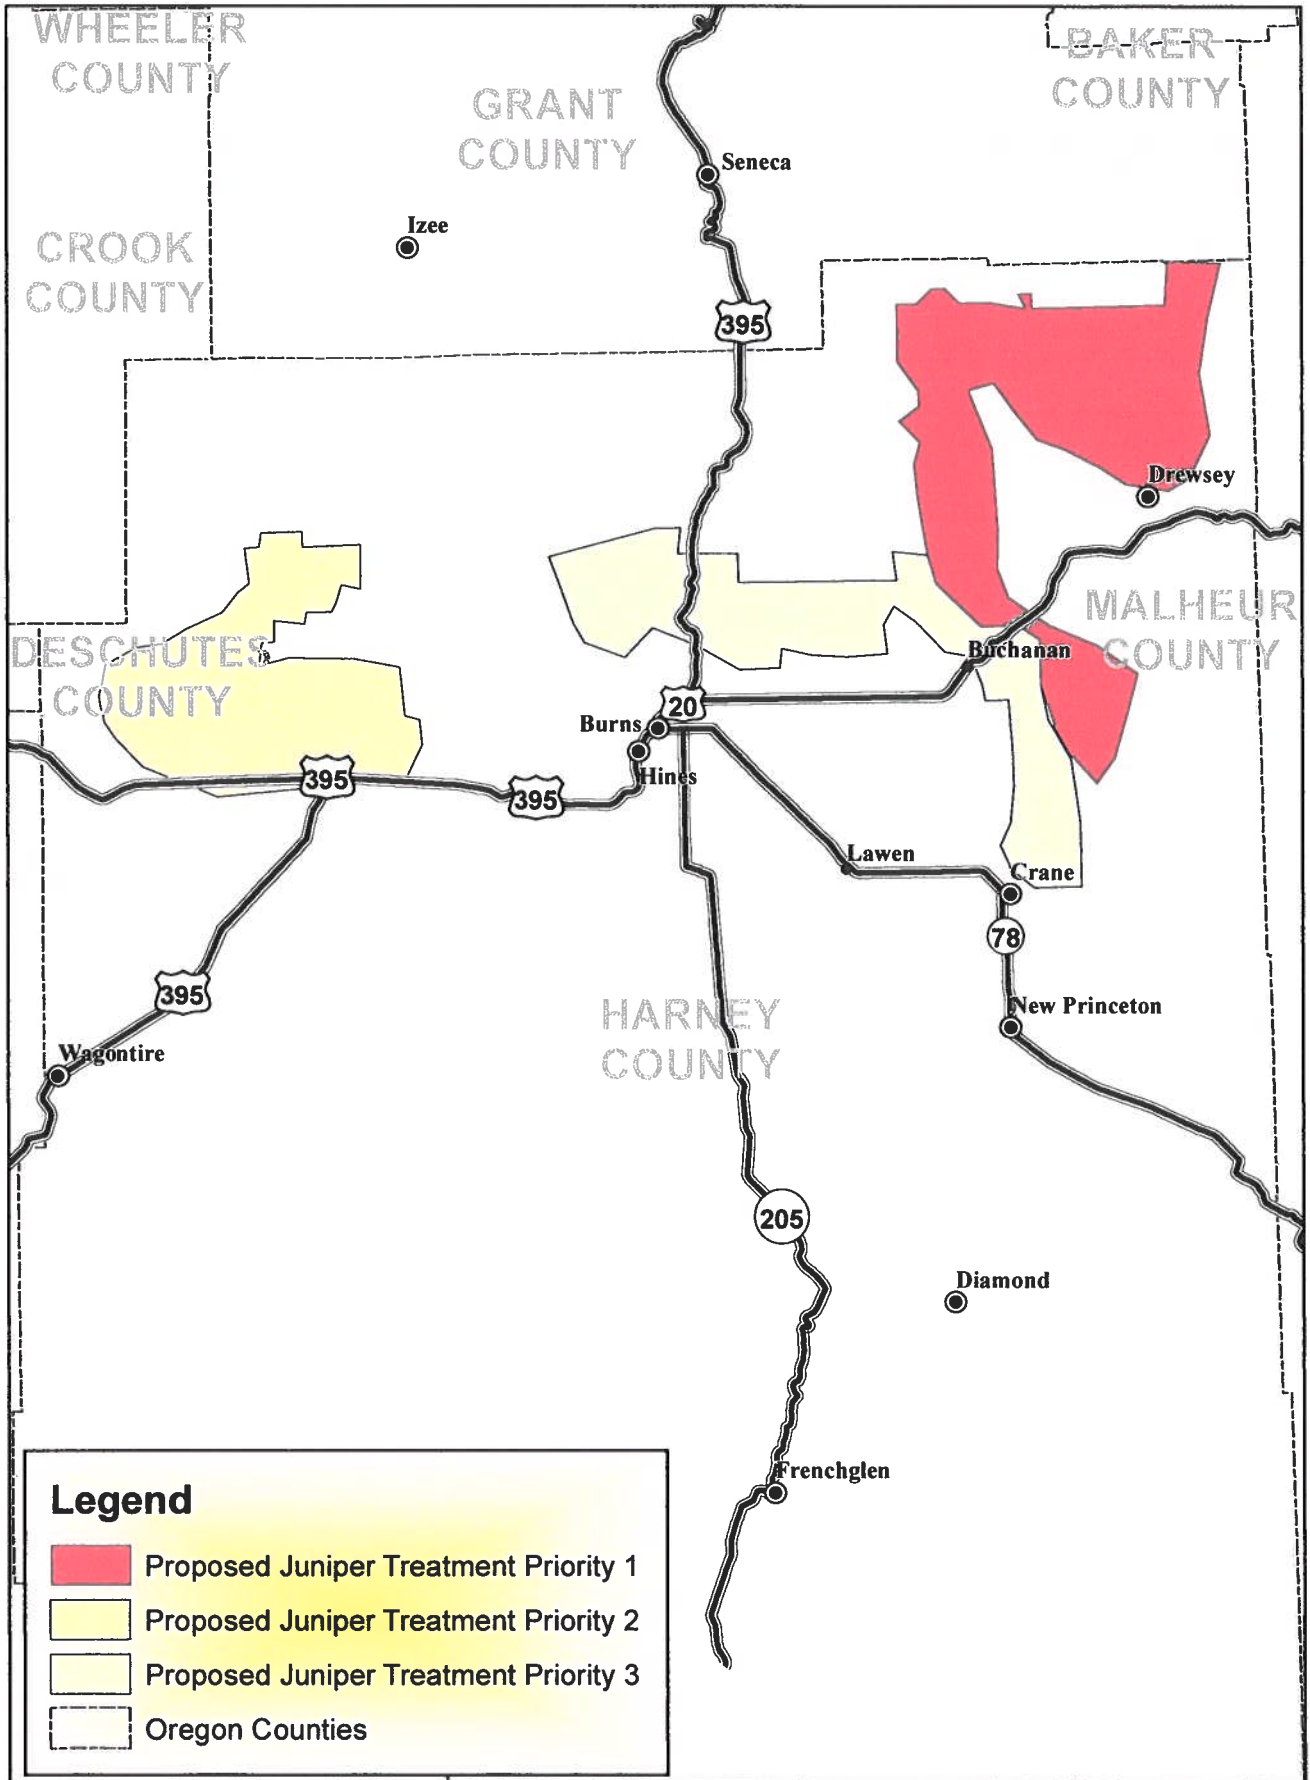 WHEELER
COUNTY
BAKER
COUNTY
GRANT
COUNTY
Seneca
Izee
CROOK
COUNTY
395
Drewsey
MALHEUR
COUNTY
DESCHUTES
COUNTY
Buchanan
20
Burns
Hines
395
395
Lawen
Crane
78
395
HARNEY
COUNTY
New Princeton
Wagontire
205
Diamond
Frenchglen
Legend
Proposed Juniper Treatment Priority 1
Proposed Juniper Treatment Priority 2
Proposed Juniper Treatment Priority 3
Oregon Counties